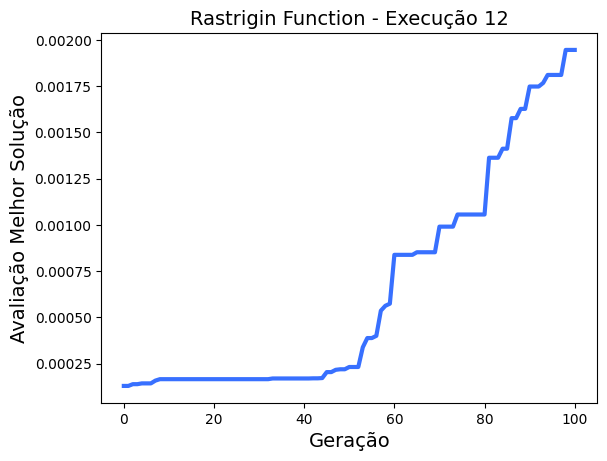 Rastrigin Function - Execução 12
Avaliação Melhor Solução
0.00200
0.00175
0.00150
0.00125
0.00100
0.00075
0.00050
0.00025
0 20 40 60 80 100
Geração